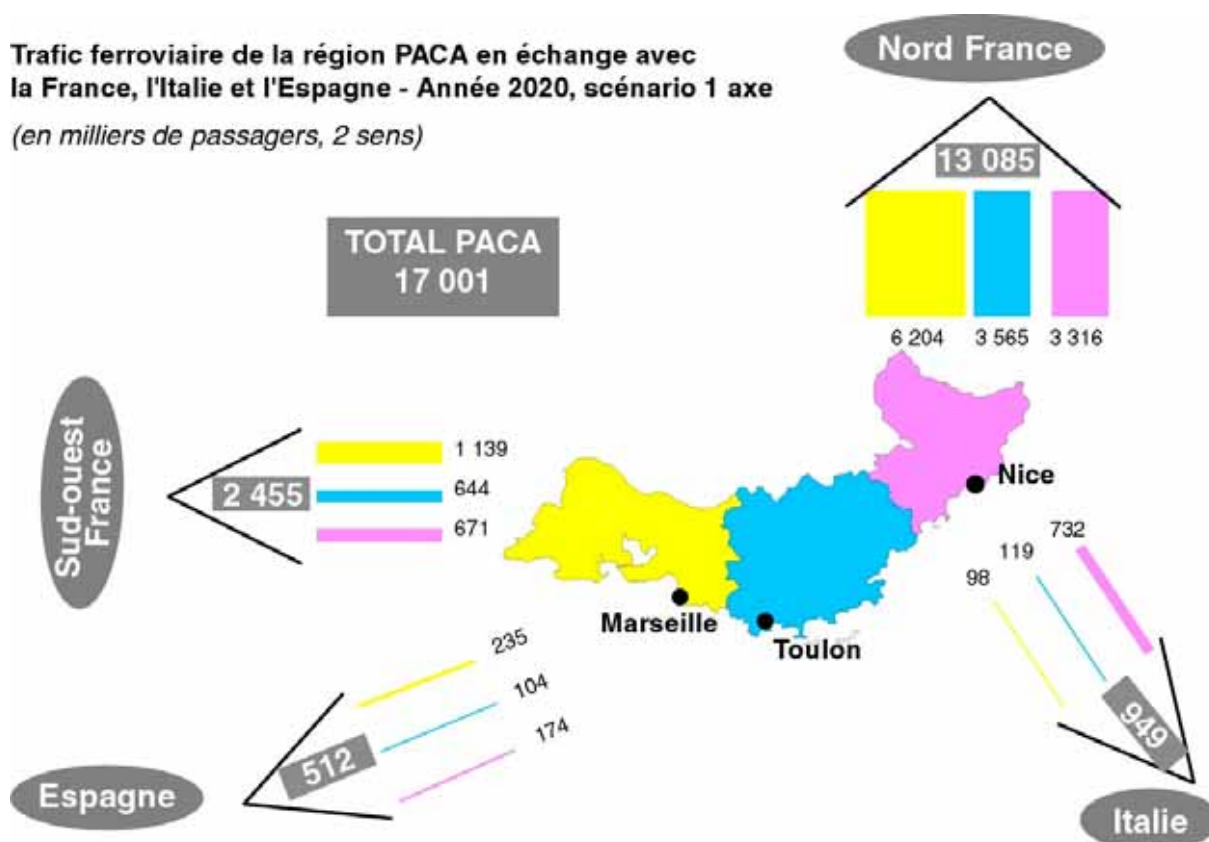 Trafic ferroviaire de la région PACA en échange avec
la France, l'Italie et l'Espagne - Année 2020, scénario 1 axe
(en milliers de passagers, 2 sens)
Nord France
13 085
6 204 3 565 3 316
TOTAL PACA
17 001
Sud-ouest
France
2 455
1 139
644
671
Nice
Marseille
Toulon
732
119
98
949
Italie
235
104
174
512
Espagne